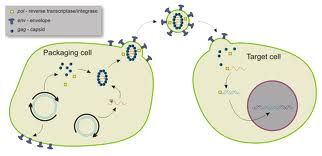 pol - reverse transcriptase/integrase
env - envelope
gag - capsid
Packaging cell
Target cell